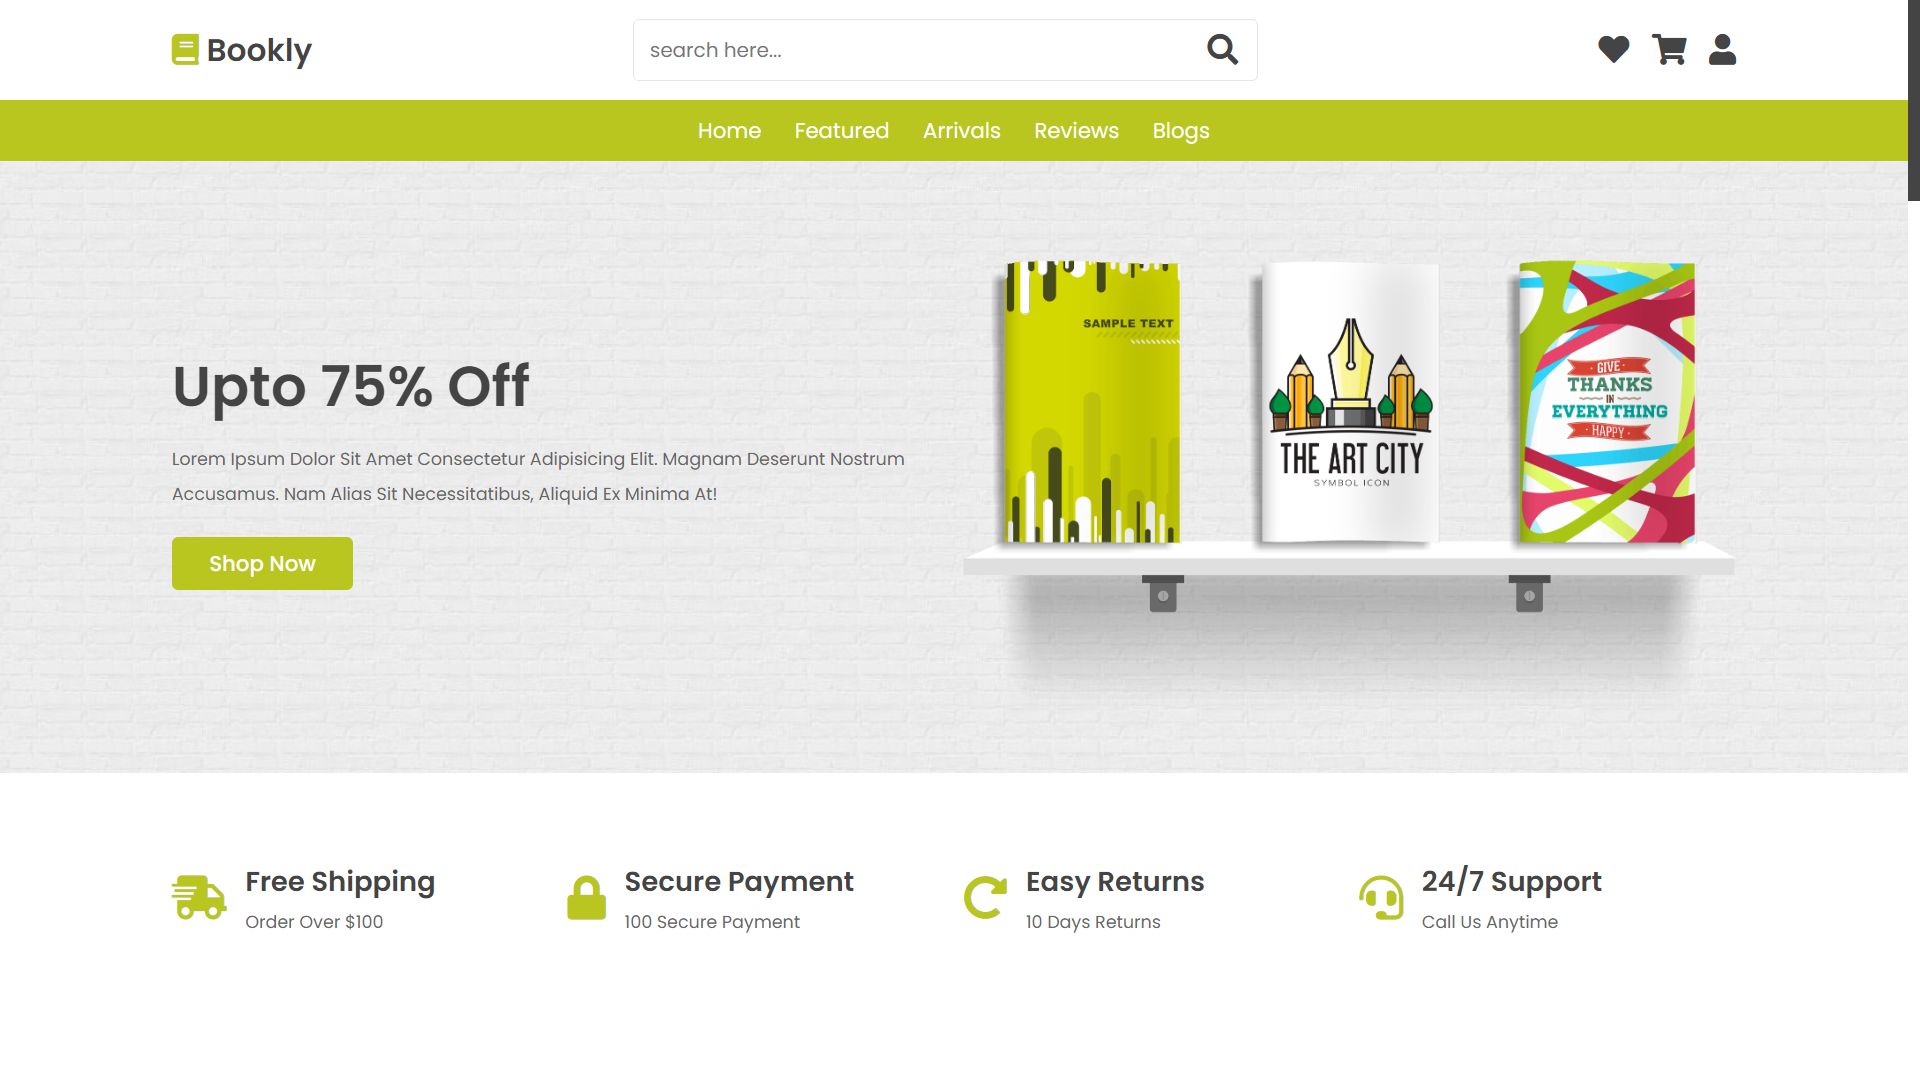 Bookly
search here...
Home Featured Arrivals Reviews Blogs
Upto 75% Off
Lorem Ipsum Dolor Sit Amet Consectetur Adipisicing Elit. Magnam Deserunt Nostrum
Accusamus. Nam Alias Sit Necessitatibus, Aliquid Ex Minima At!
Shop Now
SAMPLE TEXT
THE ART CITY
SYMBOL ICON
· GIVE ·
THANKS
IN
EVERYTHING
· HAPPY ·
Free Shipping
Order Over $100
Secure Payment
100 Secure Payment
Easy Returns
10 Days Returns
24/7 Support
Call Us Anytime